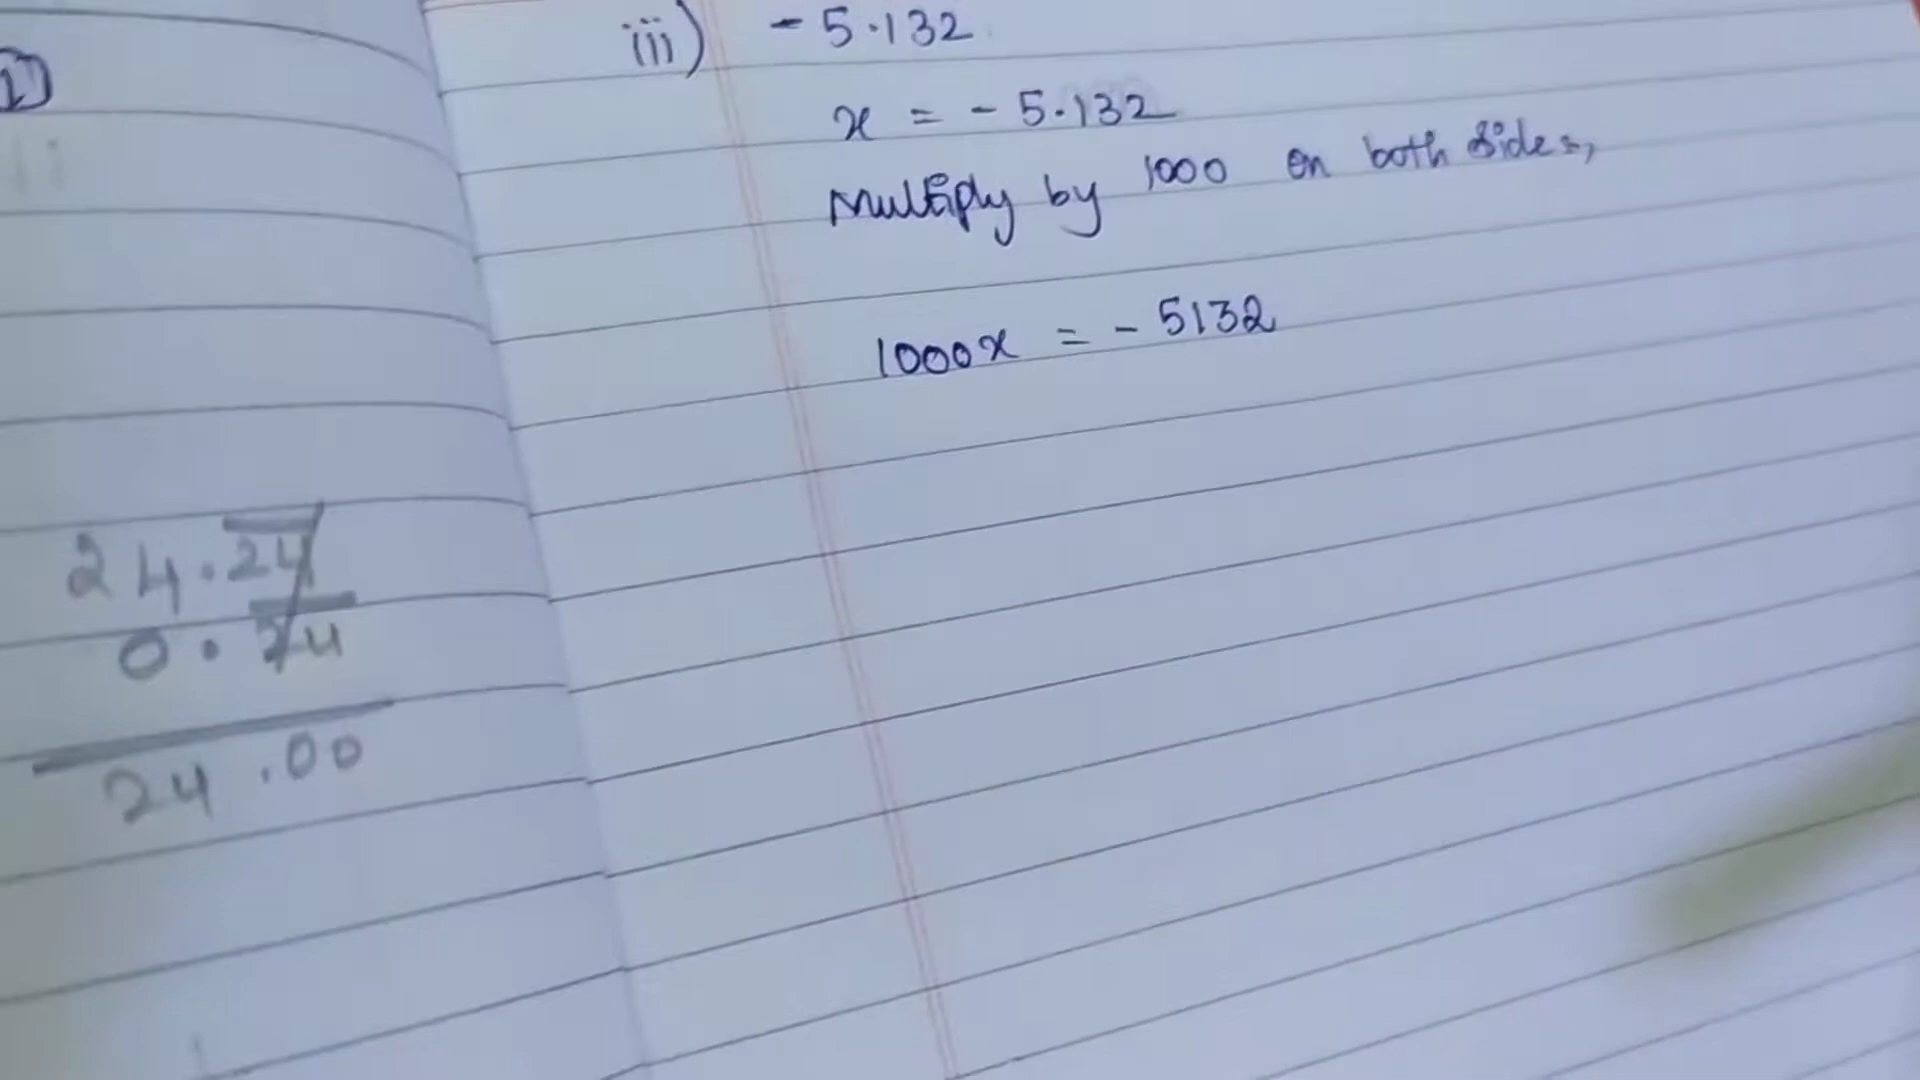 1)
24.24
0.24
24.00
iii) - 5.132
x = - 5.132
Multiply by 1000 on both sides,
1000x = - 5132